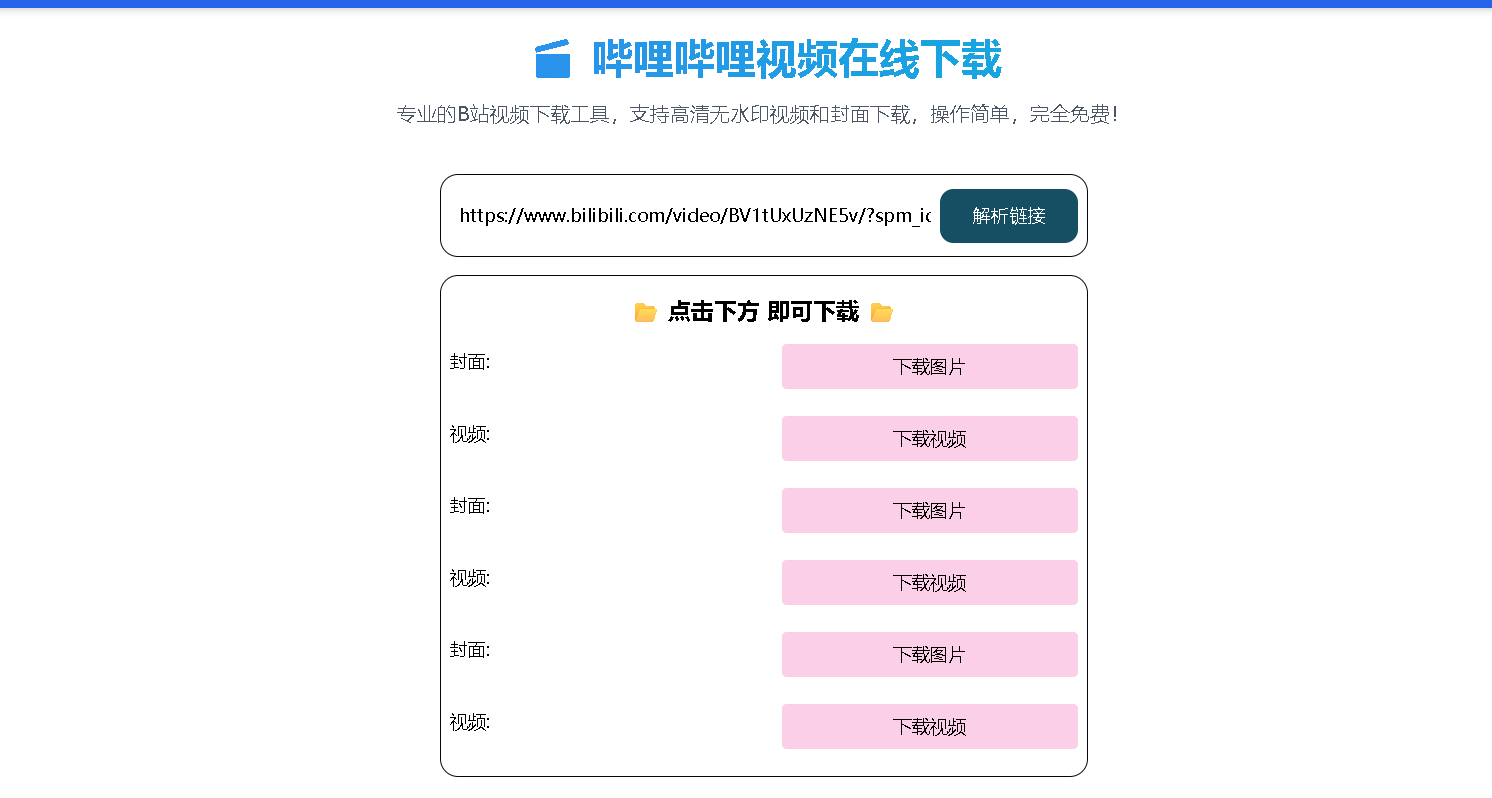 哔哩哔哩视频在线下载
专业的B站视频下载工具，支持高清无水印视频和封面下载，操作简单，完全免费！
https://www.bilibili.com/video/BV1tUxUzNE5v/?spm_ic
解析链接
点击下方 即可下载
封面:
下载图片
视频:
下载视频
封面:
下载图片
视频:
下载视频
封面:
下载图片
视频:
下载视频